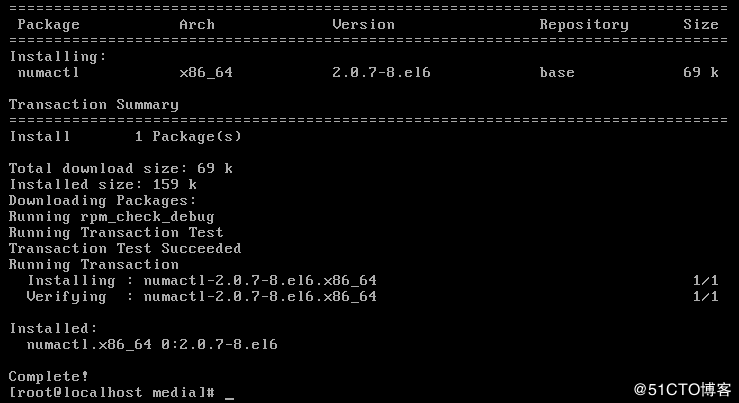 ================================================================================
Package Arch Version Repository Size
================================================================================
Installing:
numactl x86_64 2.0.7-8.el6 base 69 k
Transaction Summary
================================================================================
Install 1 Package(s)
Total download size: 69 k
Installed size: 159 k
Downloading Packages:
Running rpm_check_debug
Running Transaction Test
Transaction Test Succeeded
Running Transaction
Installing : numactl-2.0.7-8.el6.x86_64 1/1
Verifying : numactl-2.0.7-8.el6.x86_64 1/1
Installed:
numactl.x86_64 0:2.0.7-8.el6
Complete!
[root@localhost media]# _
@51CTO博客